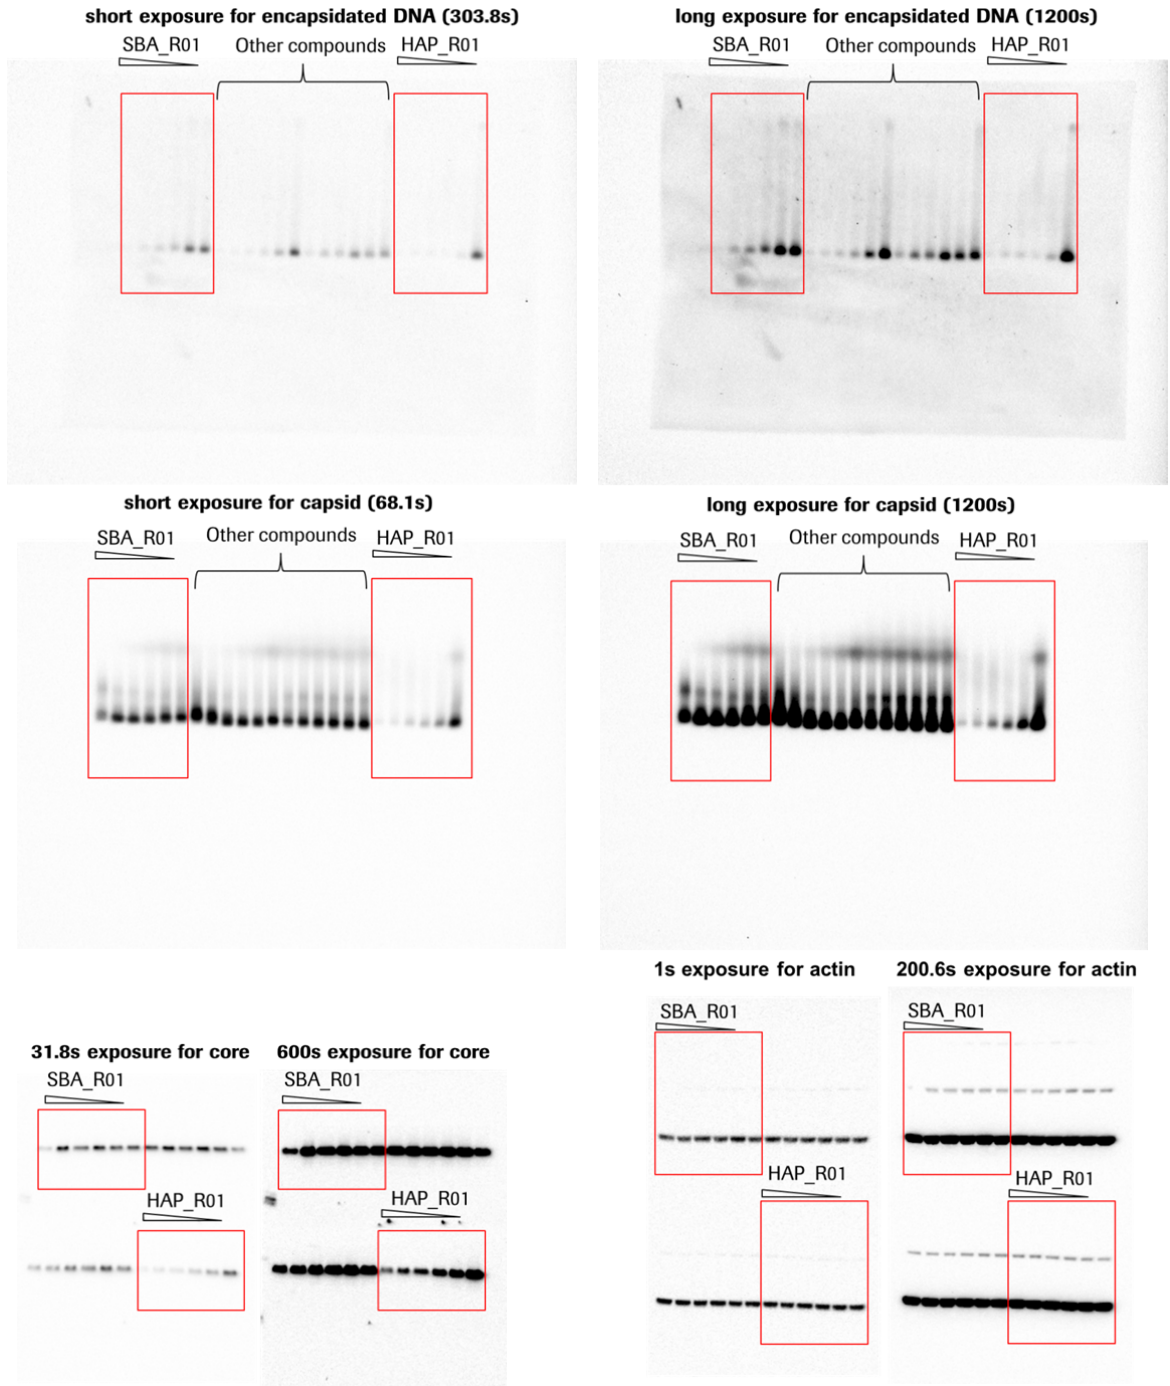 short exposure for encapsidated DNA (303.8s)
SBA_R01
Other compounds
HAP_R01
long exposure for encapsidated DNA (1200s)
SBA_R01
Other compounds
HAP_R01
short exposure for capsid (68.1s)
SBA_R01
Other compounds
HAP_R01
long exposure for capsid (1200s)
SBA_R01
Other compounds
HAP_R01
31.8s exposure for core
SBA_R01
HAP_R01
600s exposure for core
SBA_R01
HAP_R01
1s exposure for actin
SBA_R01
HAP_R01
200.6s exposure for actin
SBA_R01
HAP_R01